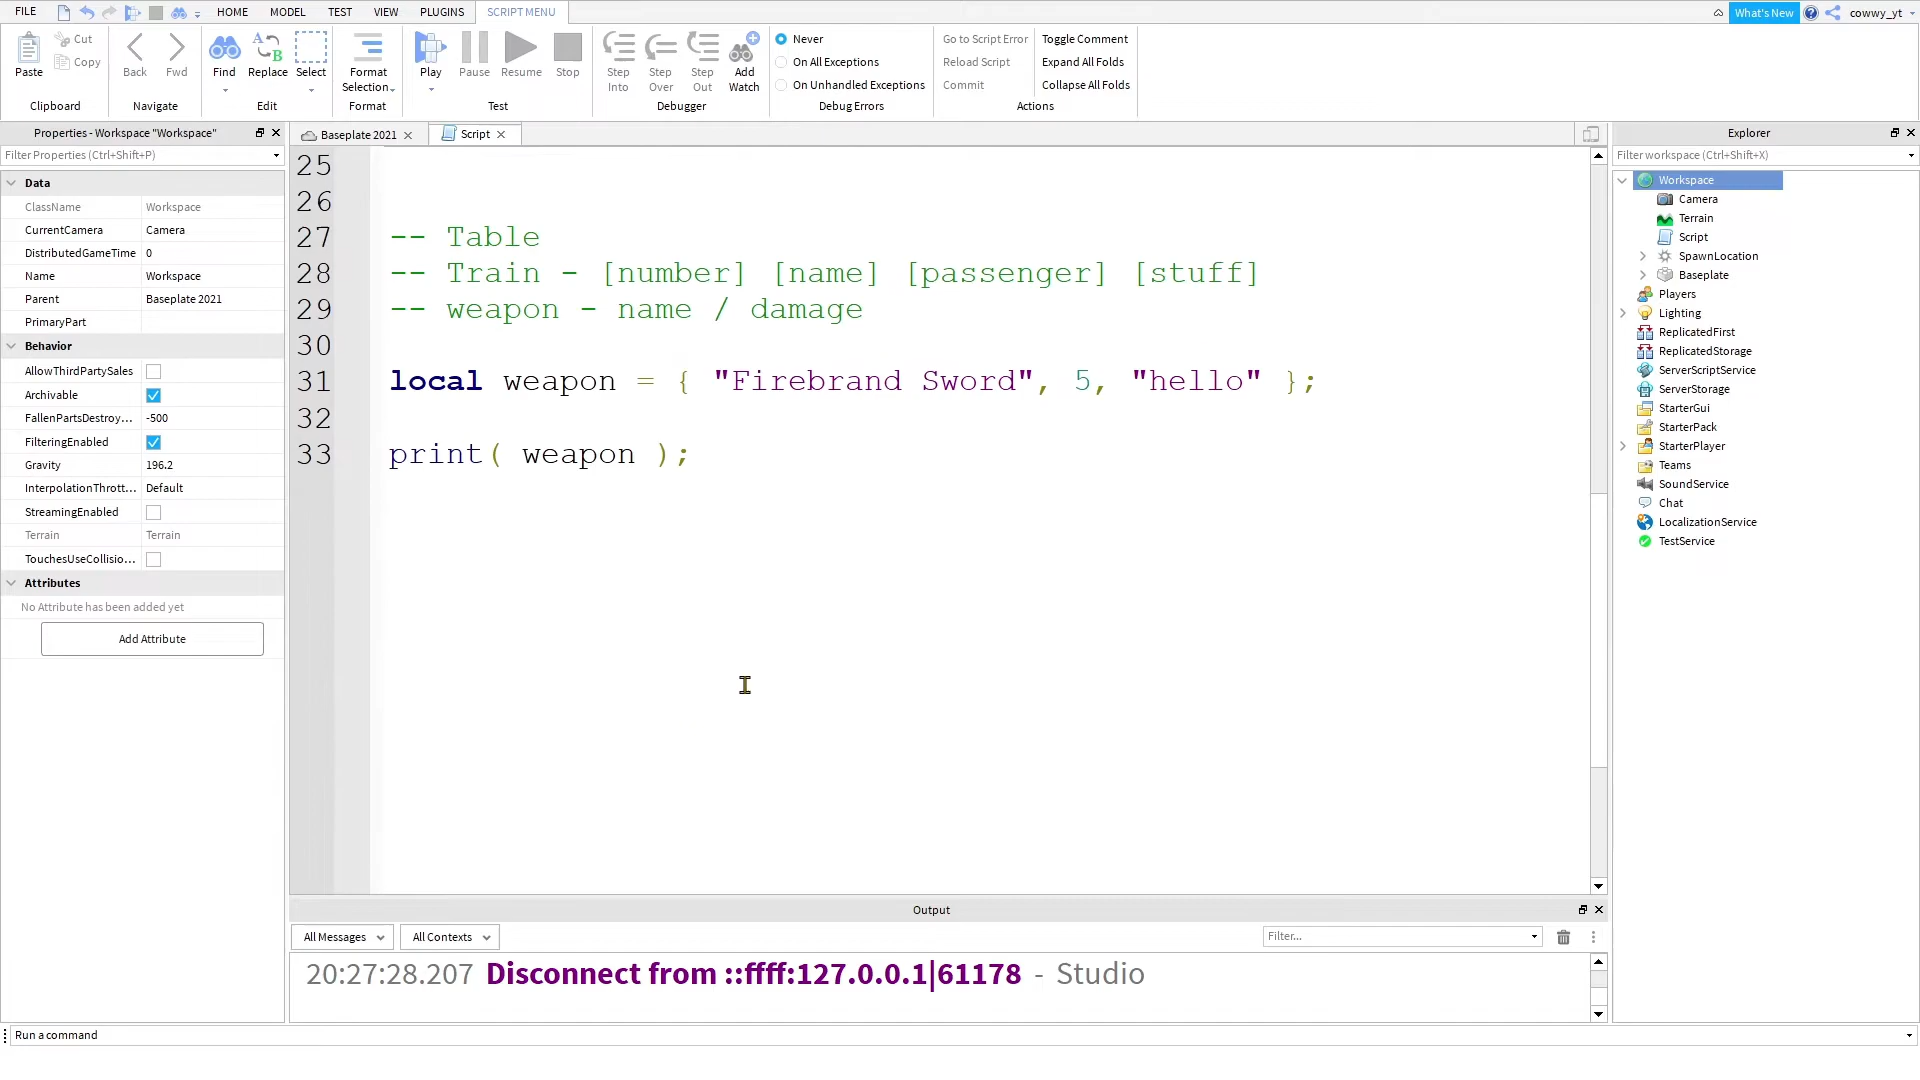 FILE HOME MODEL TEST VIEW PLUGINS SCRIPT MENU What's New cowwy_yt
Paste Cut Copy Back Fwd Find Replace Select Format Selection Play Pause Resume Stop Step Into Step Over Step Out Add Watch
Never
On All Exceptions
On Unhandled Exceptions
Go to Script Error
Reload Script
Commit
Toggle Comment
Expand All Folds
Collapse All Folds
Clipboard Navigate Edit Format Test Debugger Debug Errors Actions
Properties - Workspace "Workspace"
Filter Properties (Ctrl+Shift+P)
Data
ClassName Workspace
CurrentCamera Camera
DistributedGameTime 0
Name Workspace
Parent Baseplate 2021
PrimaryPart
Behavior
AllowThirdPartySales
Archivable
FallenPartsDestroy... -500
FilteringEnabled
Gravity 196.2
InterpolationThrott... Default
StreamingEnabled
Terrain Terrain
TouchesUseCollisio...
Attributes
No Attribute has been added yet
Add Attribute
Baseplate 2021 Script
25
26
27 -- Table
28 -- Train - [number] [name] [passenger] [stuff]
29 -- weapon - name / damage
30
31 local weapon = { "Firebrand Sword", 5, "hello" };
32
33 print( weapon );
Output
All Messages All Contexts Filter...
20:27:28.207 Disconnect from ::ffff:127.0.0.1|61178 - Studio
Explorer
Filter workspace (Ctrl+Shift+X)
Workspace
Camera
Terrain
Script
SpawnLocation
Baseplate
Players
Lighting
ReplicatedFirst
ReplicatedStorage
ServerScriptService
ServerStorage
StarterGui
StarterPack
StarterPlayer
Teams
SoundService
Chat
LocalizationService
TestService
Run a command